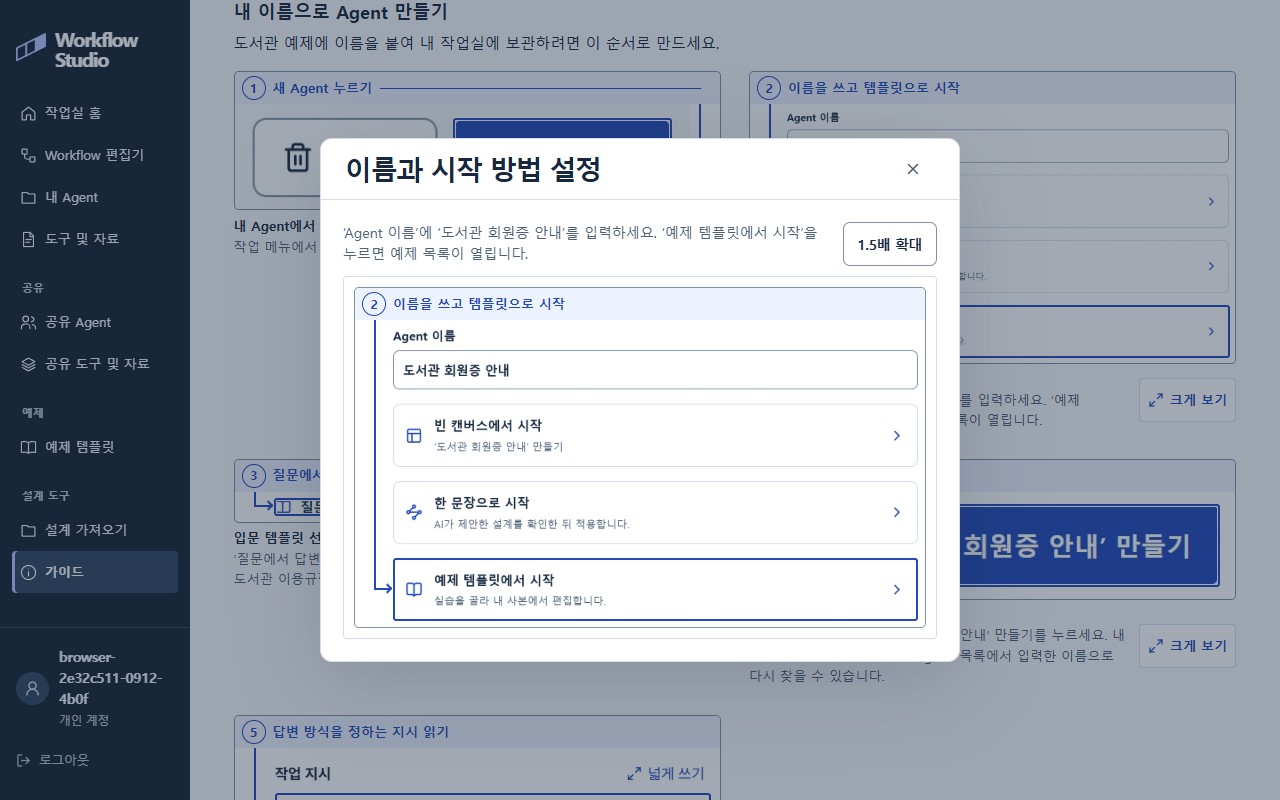 Workflow
Studio
작업실 홈
Workflow 편집기
내 Agent
도구 및 자료
공유
공유 Agent
공유 도구 및 자료
예제
예제 템플릿
설계 도구
설계 가져오기
가이드
browser-
2e32c511-0912-
4b0f
개인 계정
로그아웃
내 이름으로 Agent 만들기
도서관 예제에 이름을 붙여 내 작업실에 보관하려면 이 순서로 만드세요.
1 새 Agent 누르기
내 Agent에서
작업 메뉴에서
2 이름을 쓰고 템플릿으로 시작
Agent 이름
합니다.
를 입력하세요. ‘예제
록이 열립니다.
크게 보기
이름과 시작 방법 설정
‘Agent 이름’에 ‘도서관 회원증 안내’를 입력하세요. ‘예제 템플릿에서 시작’을
누르면 예제 목록이 열립니다.
1.5배 확대
2 이름을 쓰고 템플릿으로 시작
Agent 이름
도서관 회원증 안내
빈 캔버스에서 시작
‘도서관 회원증 안내’ 만들기
한 문장으로 시작
AI가 제안한 설계를 확인한 뒤 적용합니다.
예제 템플릿에서 시작
실습을 골라 내 사본에서 편집합니다.
3 질문에서
입문 템플릿 선
‘질문에서 답변
도서관 이용규
회원증 안내’ 만들기
안내’ 만들기를 누르세요. 내
목록에서 입력한 이름으로
다시 찾을 수 있습니다.
크게 보기
5 답변 방식을 정하는 지시 읽기
작업 지시
넓게 쓰기